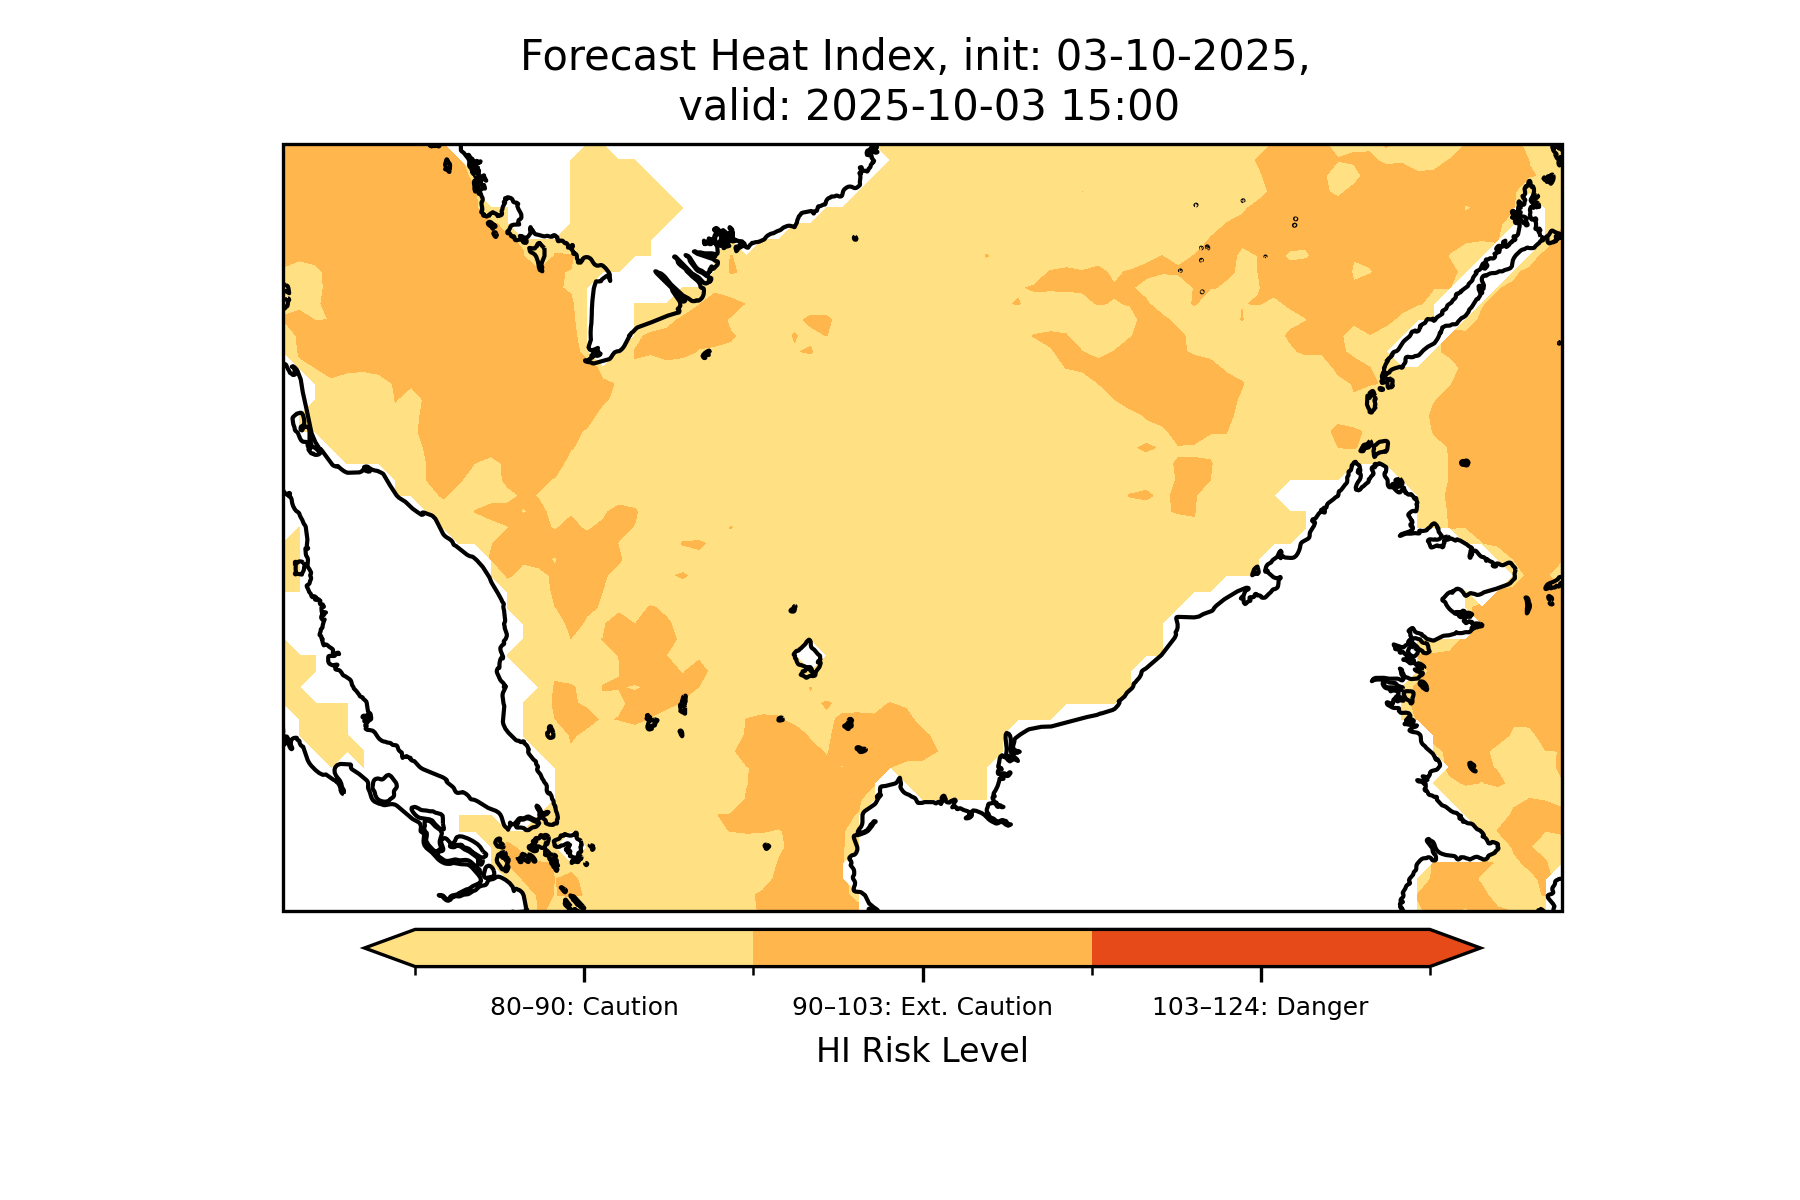 Forecast Heat Index, init: 03-10-2025,
valid: 2025-10-03 15:00
80–90: Caution
90–103: Ext. Caution
103–124: Danger
HI Risk Level